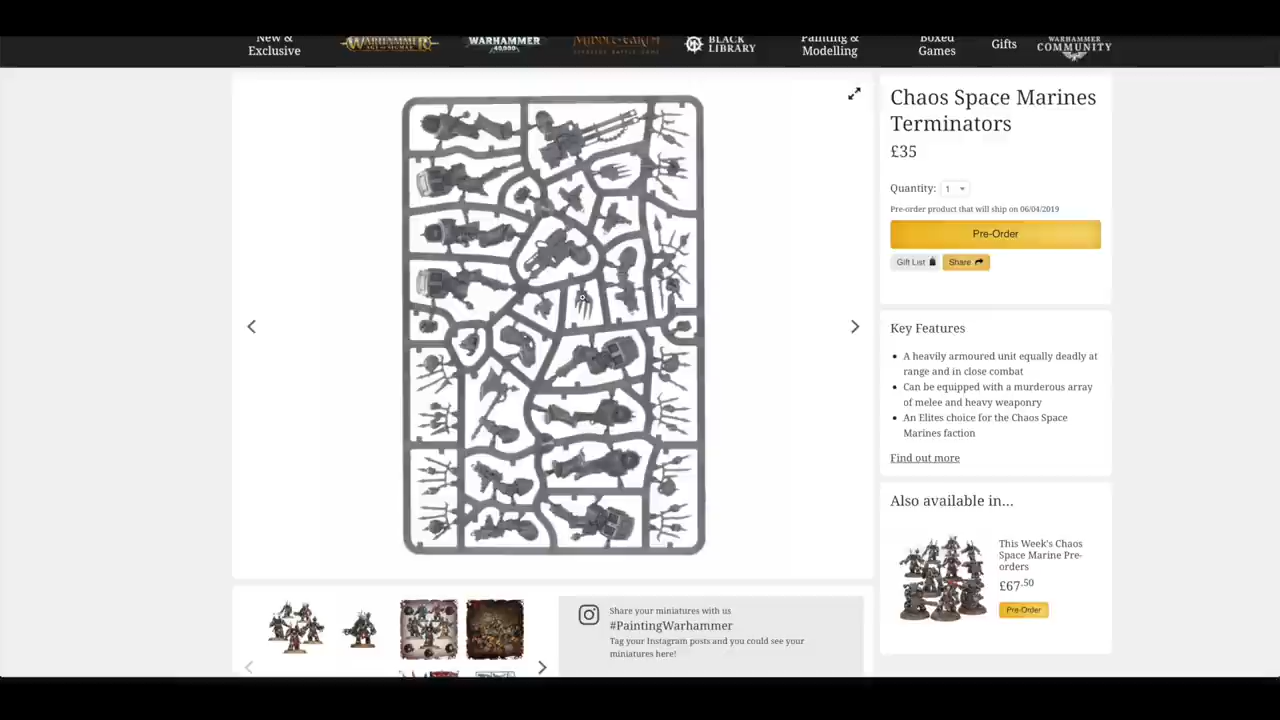 New &
Exclusive
WARHAMMER
AGE OF SIGMAR
WARHAMMER
40,000
MIDDLE-EARTH
STRATEGY BATTLE GAME
BLACK
LIBRARY
Painting &
Modelling
Boxed
Games
Gifts
WARHAMMER
COMMUNITY
Chaos Space Marines
Terminators
£35
Quantity: 1
Pre-order product that will ship on 06/04/2019
Pre-Order
Gift List
Share
Key Features
A heavily armoured unit equally deadly at
range and in close combat
Can be equipped with a murderous array
of melee and heavy weaponry
An Elites choice for the Chaos Space
Marines faction
Find out more
Also available in...
This Week's Chaos
Space Marine Pre-
orders
£67.50
Pre-Order
Share your miniatures with us
#PaintingWarhammer
Tag your Instagram posts and you could see your
miniatures here!